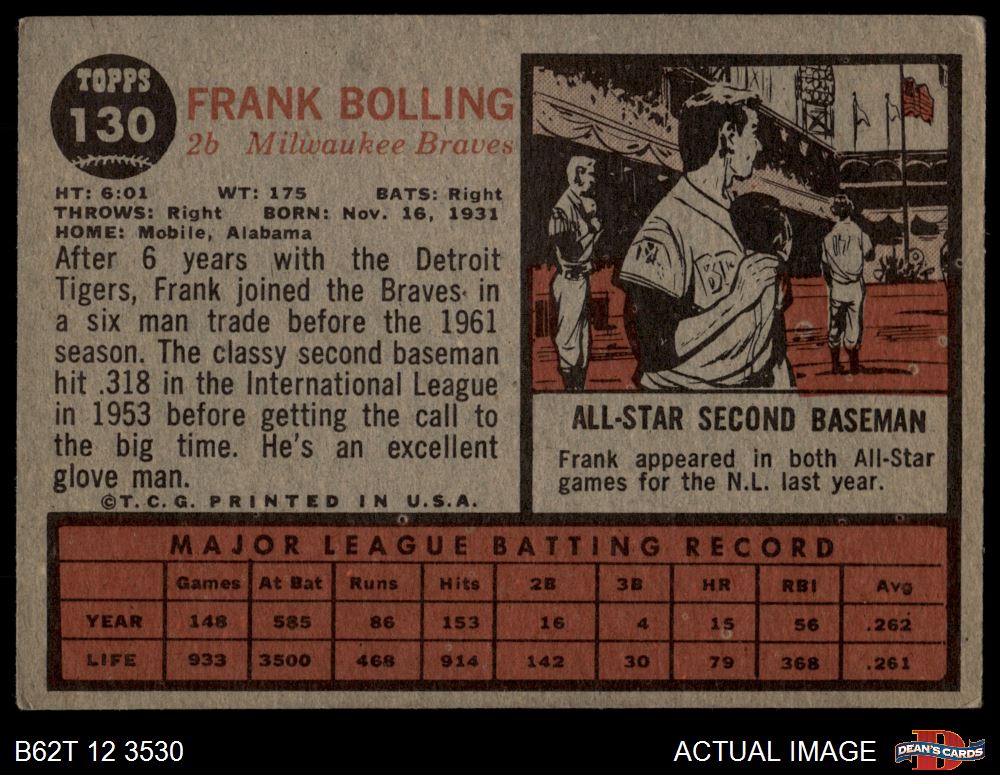 TOPPS
130
FRANK BOLLING
2b Milwaukee Braves
HT: 6:01 WT: 175 BATS: Right
THROWS: Right BORN: Nov. 16, 1931
HOME: Mobile, Alabama
After 6 years with the Detroit
Tigers, Frank joined the Braves in
a six man trade before the 1961
season. The classy second baseman
hit .318 in the International League
in 1953 before getting the call to
the big time. He's an excellent
glove man.
©T.C.G. PRINTED IN U.S.A.
ALL-STAR SECOND BASEMAN
Frank appeared in both All-Star
games for the N.L. last year.
MAJOR LEAGUE BATTING RECORD
Games At Bat Runs Hits 2B 3B HR RBI Avg
YEAR 148 585 86 153 16 4 15 56 .262
LIFE 933 3500 468 914 142 30 79 368 .261
B62T 12 3530
ACTUAL IMAGE
DEAN'S CARDS